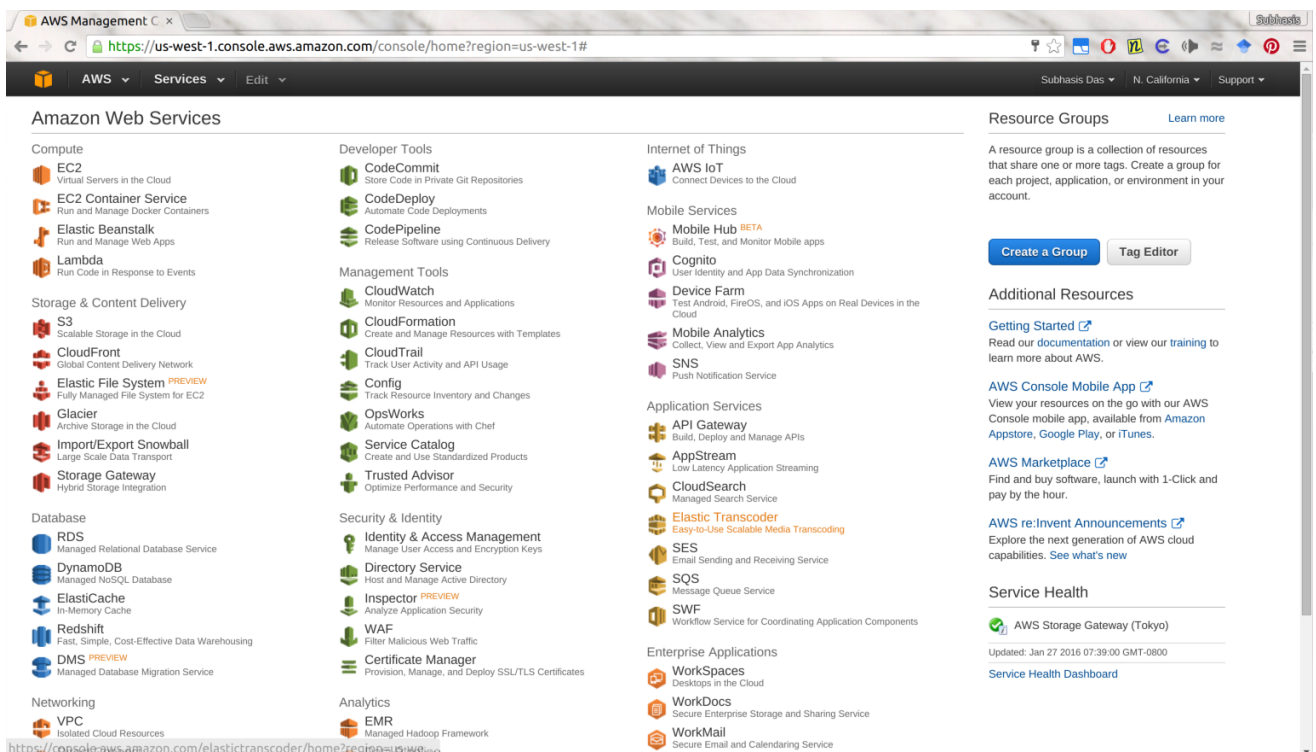 AWS Management C ×
Subhasis
https://us-west-1.console.aws.amazon.com/console/home?region=us-west-1#
AWS Services Edit Subhasis Das N. California Support
Amazon Web Services
Compute
EC2
Virtual Servers in the Cloud
EC2 Container Service
Run and Manage Docker Containers
Elastic Beanstalk
Run and Manage Web Apps
Lambda
Run Code in Response to Events
Storage & Content Delivery
S3
Scalable Storage in the Cloud
CloudFront
Global Content Delivery Network
Elastic File System PREVIEW
Fully Managed File System for EC2
Glacier
Archive Storage in the Cloud
Import/Export Snowball
Large Scale Data Transport
Storage Gateway
Hybrid Storage Integration
Database
RDS
Managed Relational Database Service
DynamoDB
Managed NoSQL Database
ElastiCache
In-Memory Cache
Redshift
Fast, Simple, Cost-Effective Data Warehousing
DMS PREVIEW
Managed Database Migration Service
Networking
VPC
Isolated Cloud Resources
Developer Tools
CodeCommit
Store Code in Private Git Repositories
CodeDeploy
Automate Code Deployments
CodePipeline
Release Software using Continuous Delivery
Management Tools
CloudWatch
Monitor Resources and Applications
CloudFormation
Create and Manage Resources with Templates
CloudTrail
Track User Activity and API Usage
Config
Track Resource Inventory and Changes
OpsWorks
Automate Operations with Chef
Service Catalog
Create and Use Standardized Products
Trusted Advisor
Optimize Performance and Security
Security & Identity
Identity & Access Management
Manage User Access and Encryption Keys
Directory Service
Host and Manage Active Directory
Inspector PREVIEW
Analyze Application Security
WAF
Filter Malicious Web Traffic
Certificate Manager
Provision, Manage, and Deploy SSL/TLS Certificates
Analytics
EMR
Managed Hadoop Framework
Internet of Things
AWS IoT
Connect Devices to the Cloud
Mobile Services
Mobile Hub BETA
Build, Test, and Monitor Mobile apps
Cognito
User Identity and App Data Synchronization
Device Farm
Test Android, FireOS, and iOS Apps on Real Devices in the
Cloud
Mobile Analytics
Collect, View and Export App Analytics
SNS
Push Notification Service
Application Services
API Gateway
Build, Deploy and Manage APIs
AppStream
Low Latency Application Streaming
CloudSearch
Managed Search Service
Elastic Transcoder
Easy-to-Use Scalable Media Transcoding
SES
Email Sending and Receiving Service
SQS
Message Queue Service
SWF
Workflow Service for Coordinating Application Components
Enterprise Applications
WorkSpaces
Desktops in the Cloud
WorkDocs
Secure Enterprise Storage and Sharing Service
WorkMail
Secure Email and Calendaring Service
Resource Groups Learn more
A resource group is a collection of resources
that share one or more tags. Create a group for
each project, application, or environment in your
account.
Create a Group Tag Editor
Additional Resources
Getting Started
Read our documentation or view our training to
learn more about AWS.
AWS Console Mobile App
View your resources on the go with our AWS
Console mobile app, available from Amazon
Appstore, Google Play, or iTunes.
AWS Marketplace
Find and buy software, launch with 1-Click and
pay by the hour.
AWS re:Invent Announcements
Explore the next generation of AWS cloud
capabilities. See what's new
Service Health
AWS Storage Gateway (Tokyo)
Updated: Jan 27 2016 07:39:00 GMT-0800
Service Health Dashboard